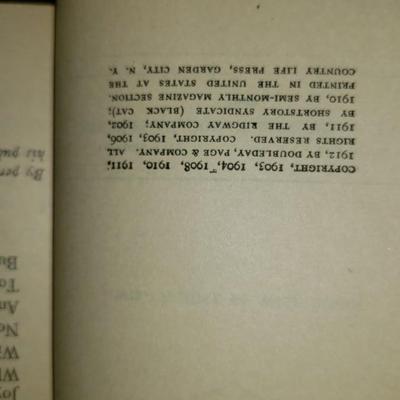 COPYRIGHT, 1903, 1904, 1908, 1910, 1911,
1912, BY DOUBLEDAY, PAGE & COMPANY. ALL
RIGHTS RESERVED. COPYRIGHT, 1903, 1906,
1911, BY THE RIDGWAY COMPANY; 1902,
BY SHORTSTORY SYNDICATE (BLACK CAT);
1910, BY SEMI-MONTHLY MAGAZINE SECTION.
PRINTED IN THE UNITED STATES AT THE
COUNTRY LIFE PRESS, GARDEN CITY, N. Y.